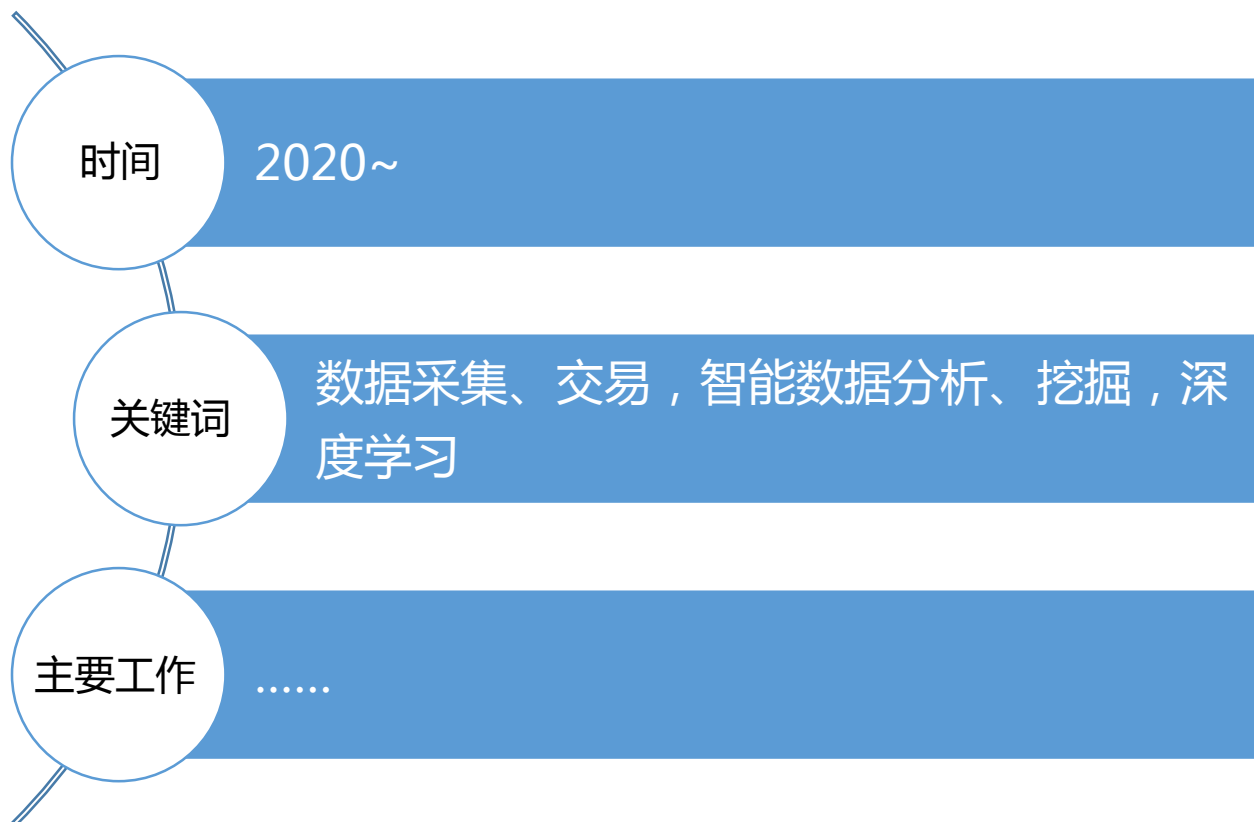 时间
2020~
关键词
数据采集、交易，智能数据分析、挖掘，深
度学习
主要工作
……